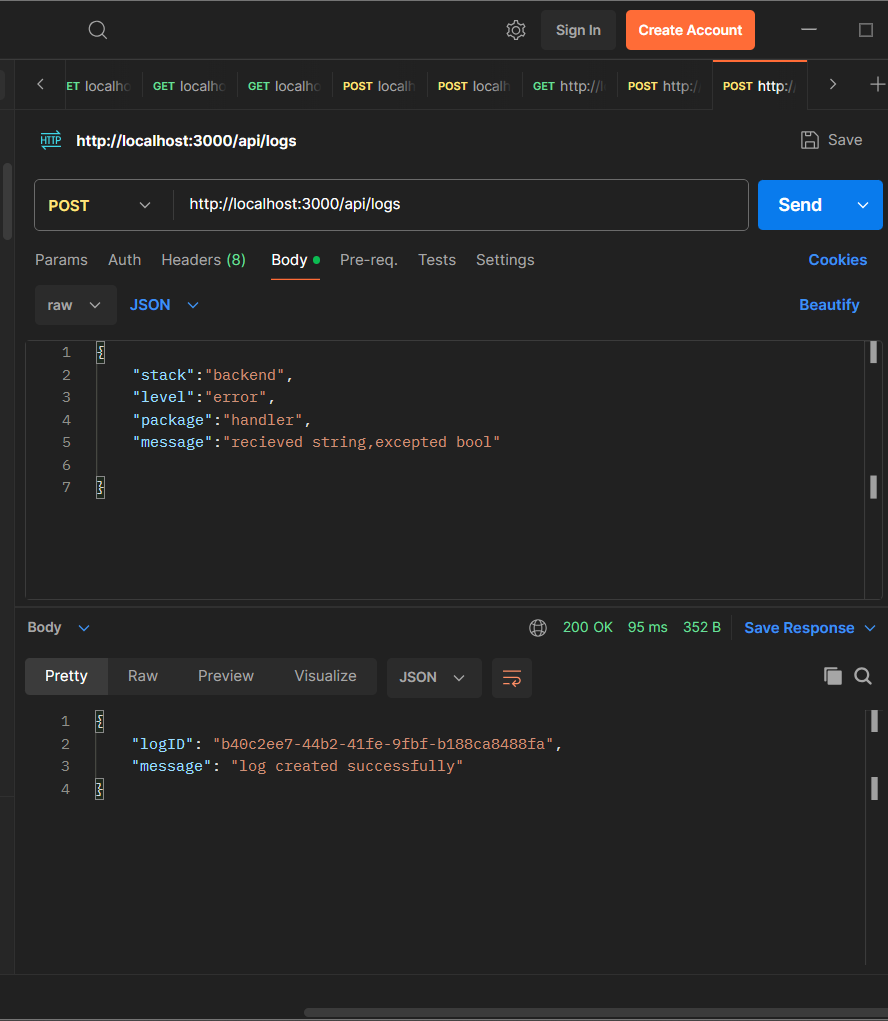 Sign In
Create Account
ET localho
GET localho
GET localho
POST localh
POST localh
GET http://l
POST http:/
POST http:/
HTTP http://localhost:3000/api/logs
Save
POST
http://localhost:3000/api/logs
Send
Params Auth Headers (8) Body Pre-req. Tests Settings Cookies
raw JSON Beautify
1 {
2 "stack":"backend",
3 "level":"error",
4 "package":"handler",
5 "message":"recieved string,excepted bool"
6
7 }
Body 200 OK 95 ms 352 B Save Response
Pretty Raw Preview Visualize JSON
1 {
2 "logID": "b40c2ee7-44b2-41fe-9fbf-b188ca8488fa",
3 "message": "log created successfully"
4 }